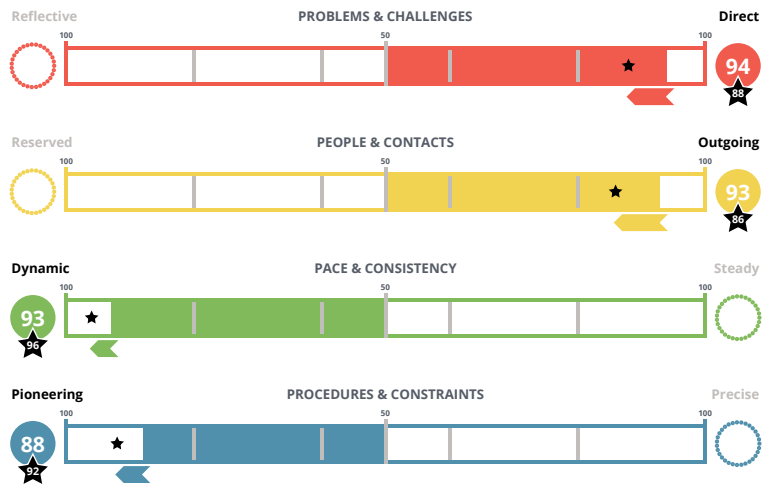 Reflective PROBLEMS & CHALLENGES Direct
100 50 100
94
88
Reserved PEOPLE & CONTACTS Outgoing
100 50 100
93
86
Dynamic PACE & CONSISTENCY Steady
100 50 100
93
96
Pioneering PROCEDURES & CONSTRAINTS Precise
100 50 100
88
92